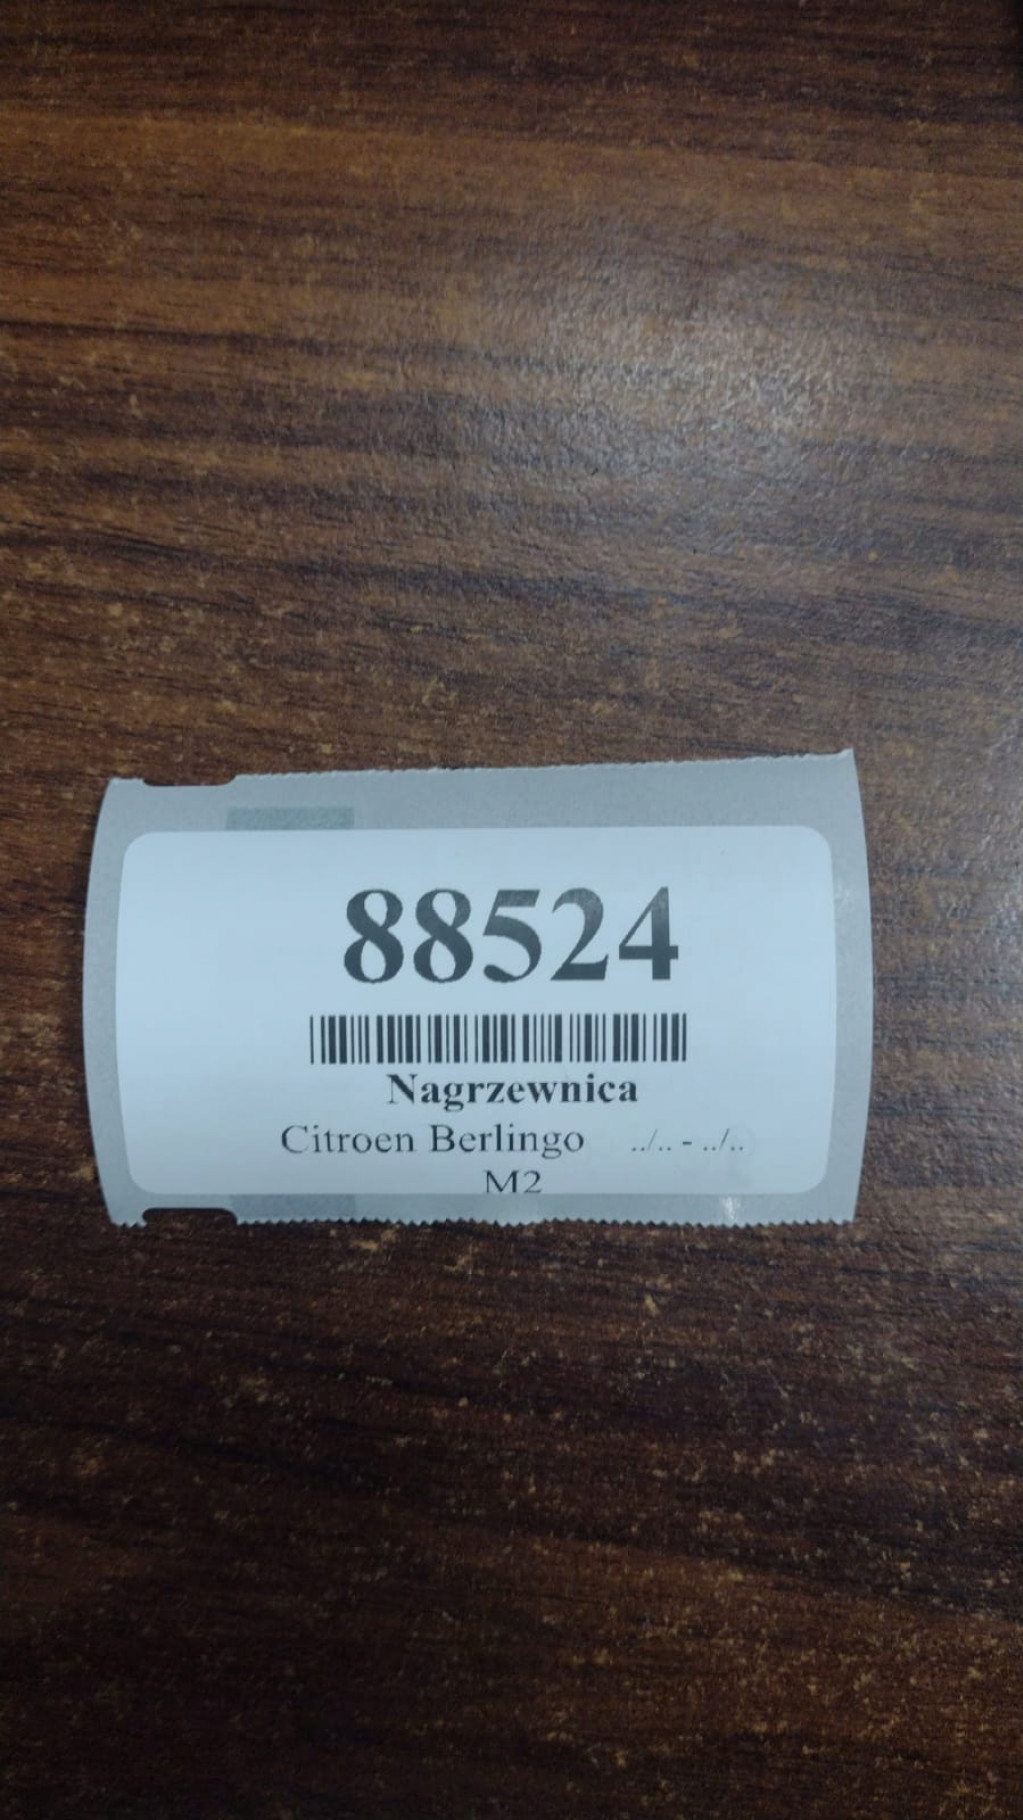 88524
Nagrzewnica
Citroen Berlingo ../.. - ../..
M2